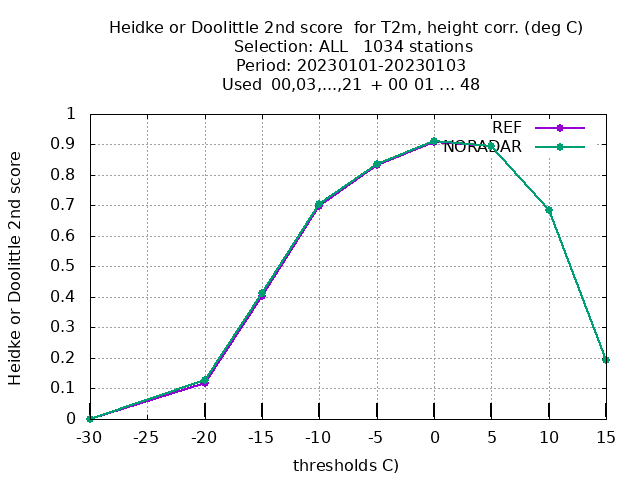 Heidke or Doolittle 2nd score  for T2m, height corr. (deg C)
Selection: ALL   1034 stations
Period: 20230101-20230103
Used  00,03,...,21  + 00 01 ... 48
Heidke or Doolittle 2nd score
1
0.9
0.8
0.7
0.6
0.5
0.4
0.3
0.2
0.1
0
REF
NORADAR
-30 -25 -20 -15 -10 -5 0 5 10 15
thresholds C)